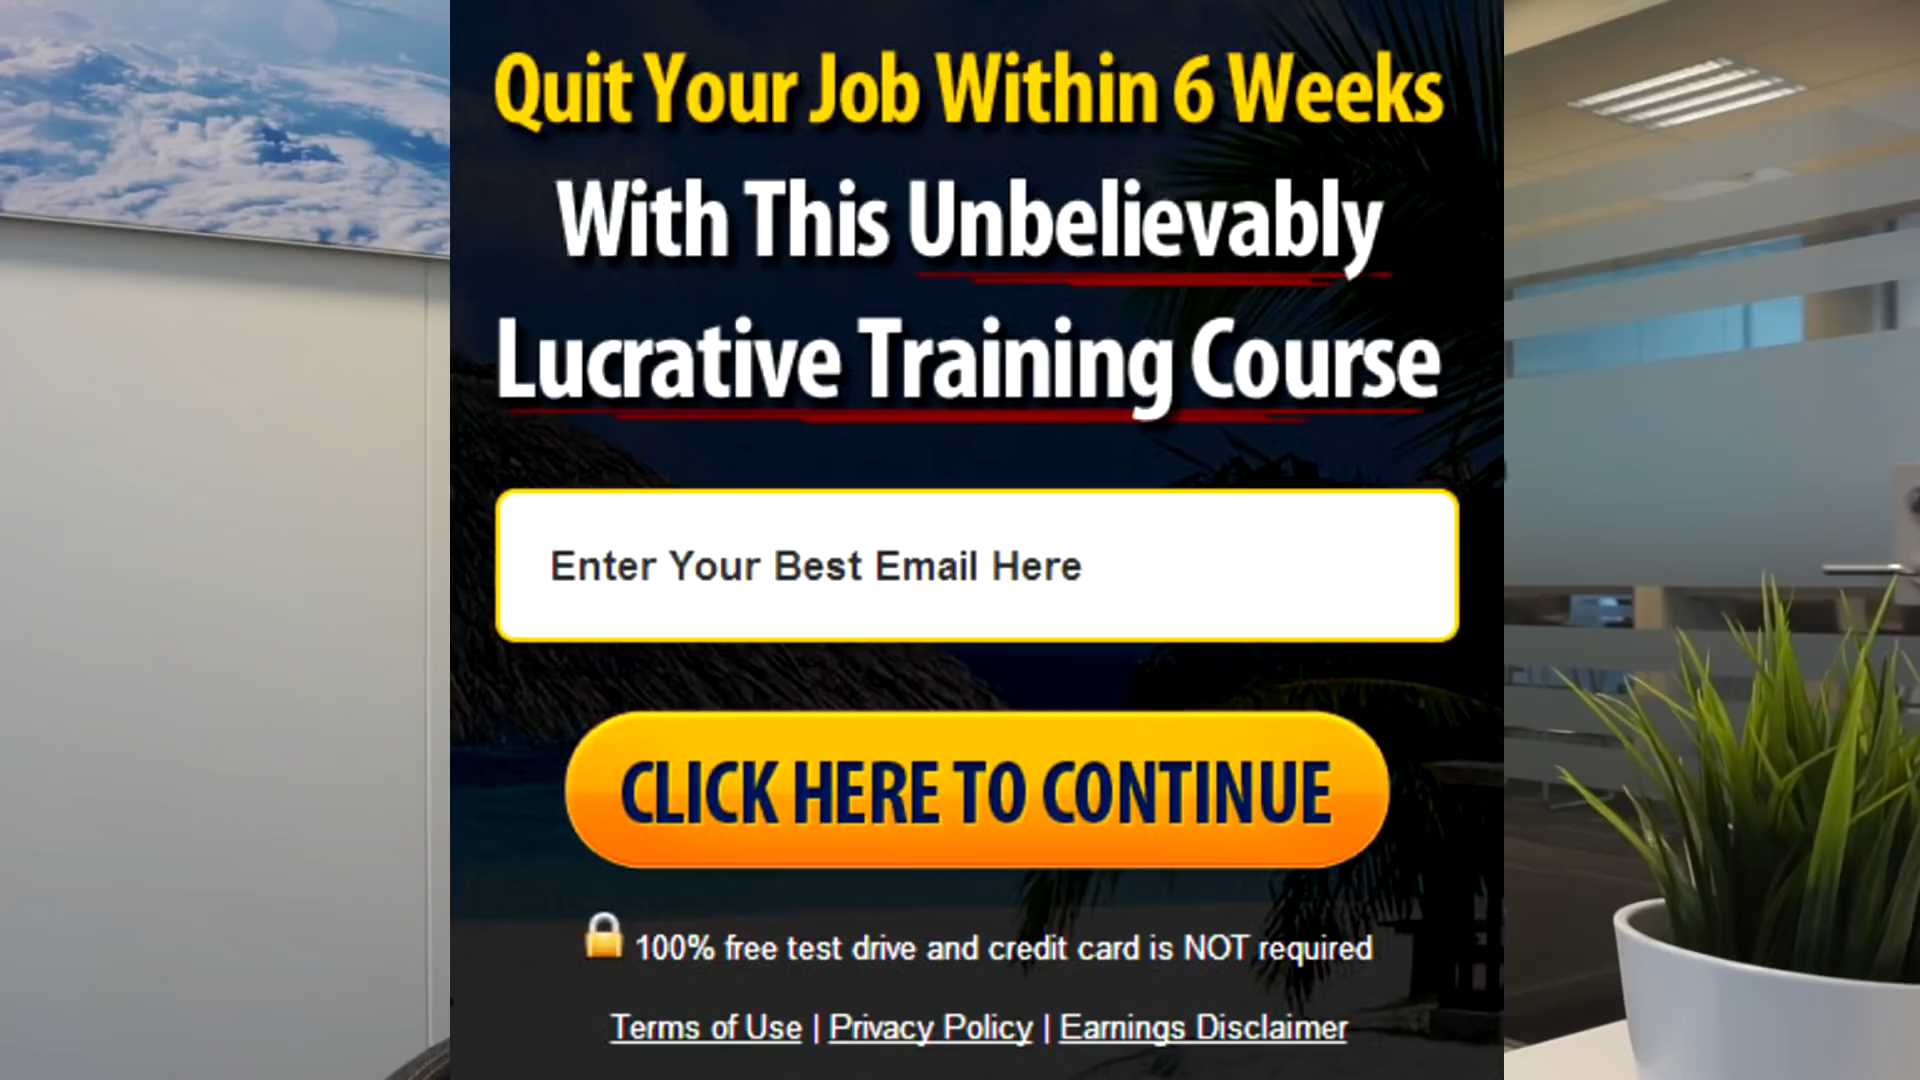 Quit Your Job Within 6 Weeks
With This Unbelievably
Lucrative Training Course
Enter Your Best Email Here
CLICK HERE TO CONTINUE
100% free test drive and credit card is NOT required
Terms of Use | Privacy Policy | Earnings Disclaimer